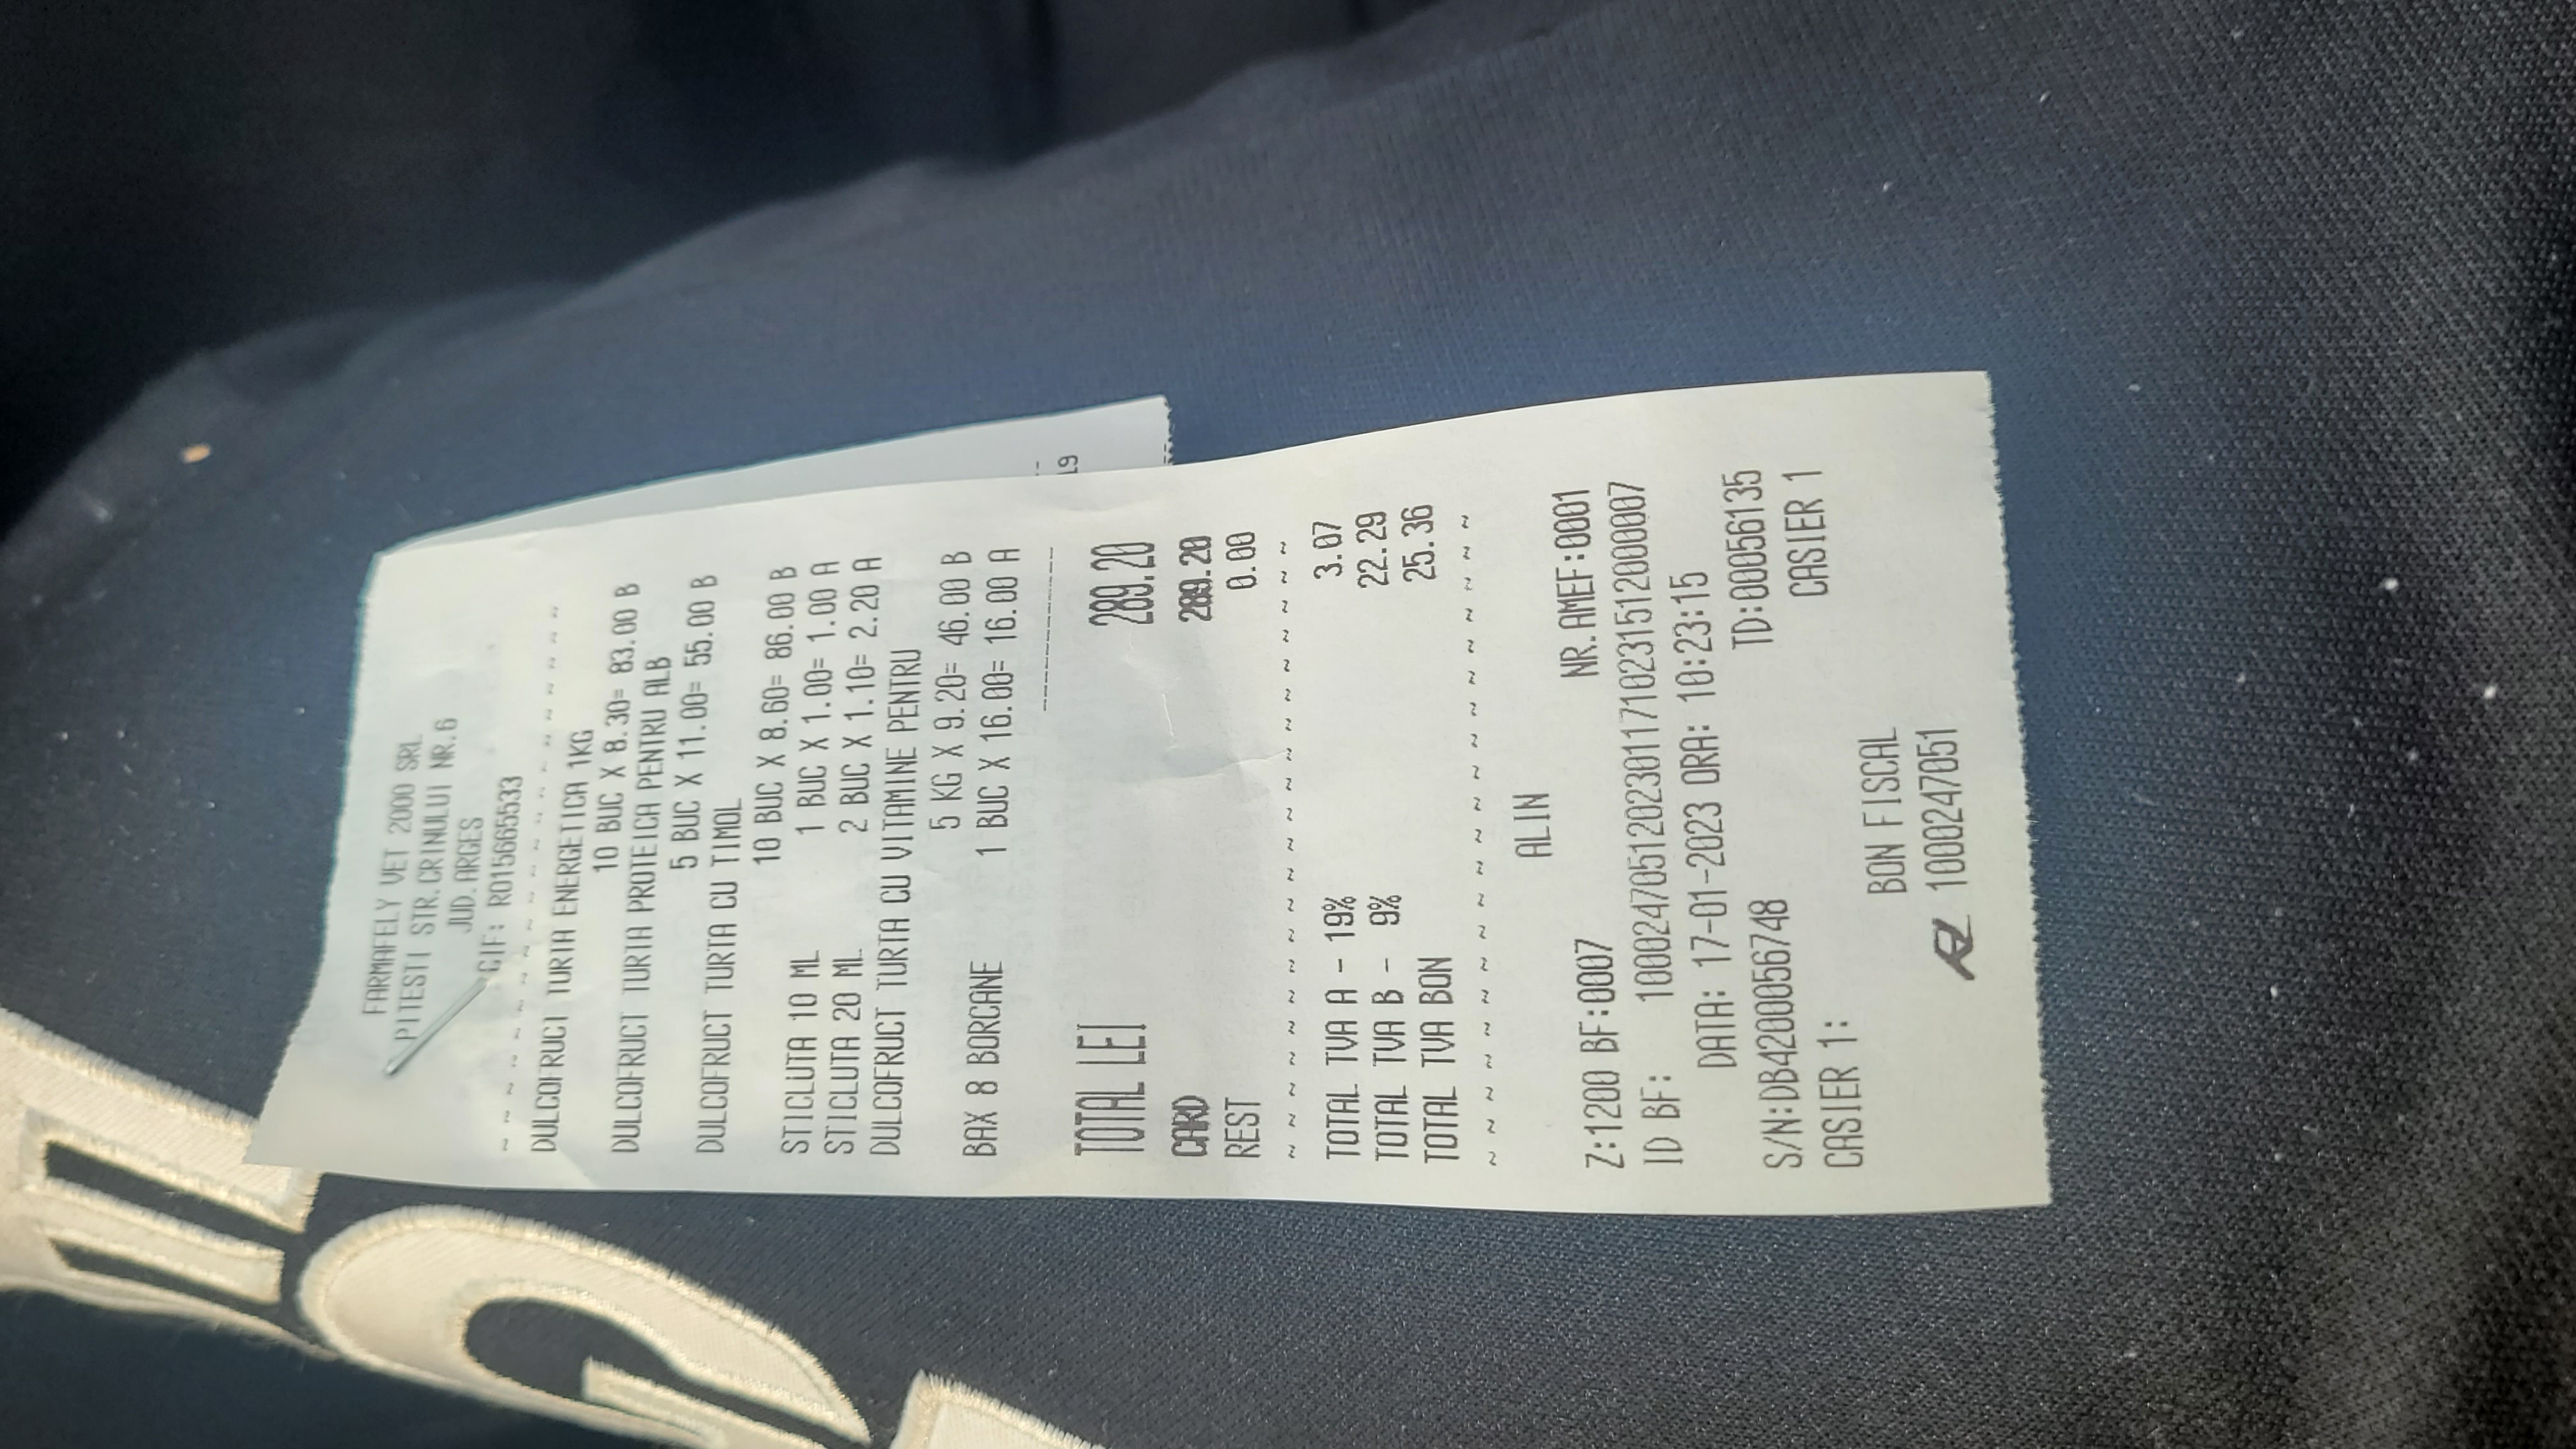 FARMAFELY VET 2000 SRL
PITESTI STR.CRINULUI NR.6
JUD.ARGES
CIF: RO15665533
~ ~ ~ ~ ~ ~ ~ ~ ~ ~ ~ ~ ~ ~ ~ ~ ~ ~ ~ ~
DULCOFRUCT TURTA ENERGETICA 1KG
10 BUC X 8.30= 83.00 B
DULCOFRUCT TURTA PROTEICA PENTRU ALB
5 BUC X 11.00= 55.00 B
DULCOFRUCT TURTA CU TIMOL
10 BUC X 8.60= 86.00 B
STICLUTA 10 ML 1 BUC X 1.00= 1.00 A
STICLUTA 20 ML 2 BUC X 1.10= 2.20 A
DULCOFRUCT TURTA CU VITAMINE PENTRU
5 KG X 9.20= 46.00 B
BAX 8 BORCANE 1 BUC X 16.00= 16.00 A
----------
TOTAL LEI 289.20
CARD 289.20
REST 0.00
~ ~ ~ ~ ~ ~ ~ ~ ~ ~ ~ ~ ~ ~ ~ ~ ~ ~ ~ ~ ~
TOTAL TVA A - 19% 3.07
TOTAL TVA B - 9% 22.29
TOTAL TVA BON 25.36
~ ~ ~ ~ ~ ~ ~ ~ ~ ~ ~ ~ ~ ~ ~ ~ ~ ~ ~ ~ ~
ALIN
Z:1200 BF:0007 NR.AMEF:0001
ID BF: 10002470512023011710231512000007
DATA: 17-01-2023 ORA: 10:23:15
S/N:DB4200056748 TD:00056135
CASIER 1: CASIER 1
BON FISCAL
1000247051